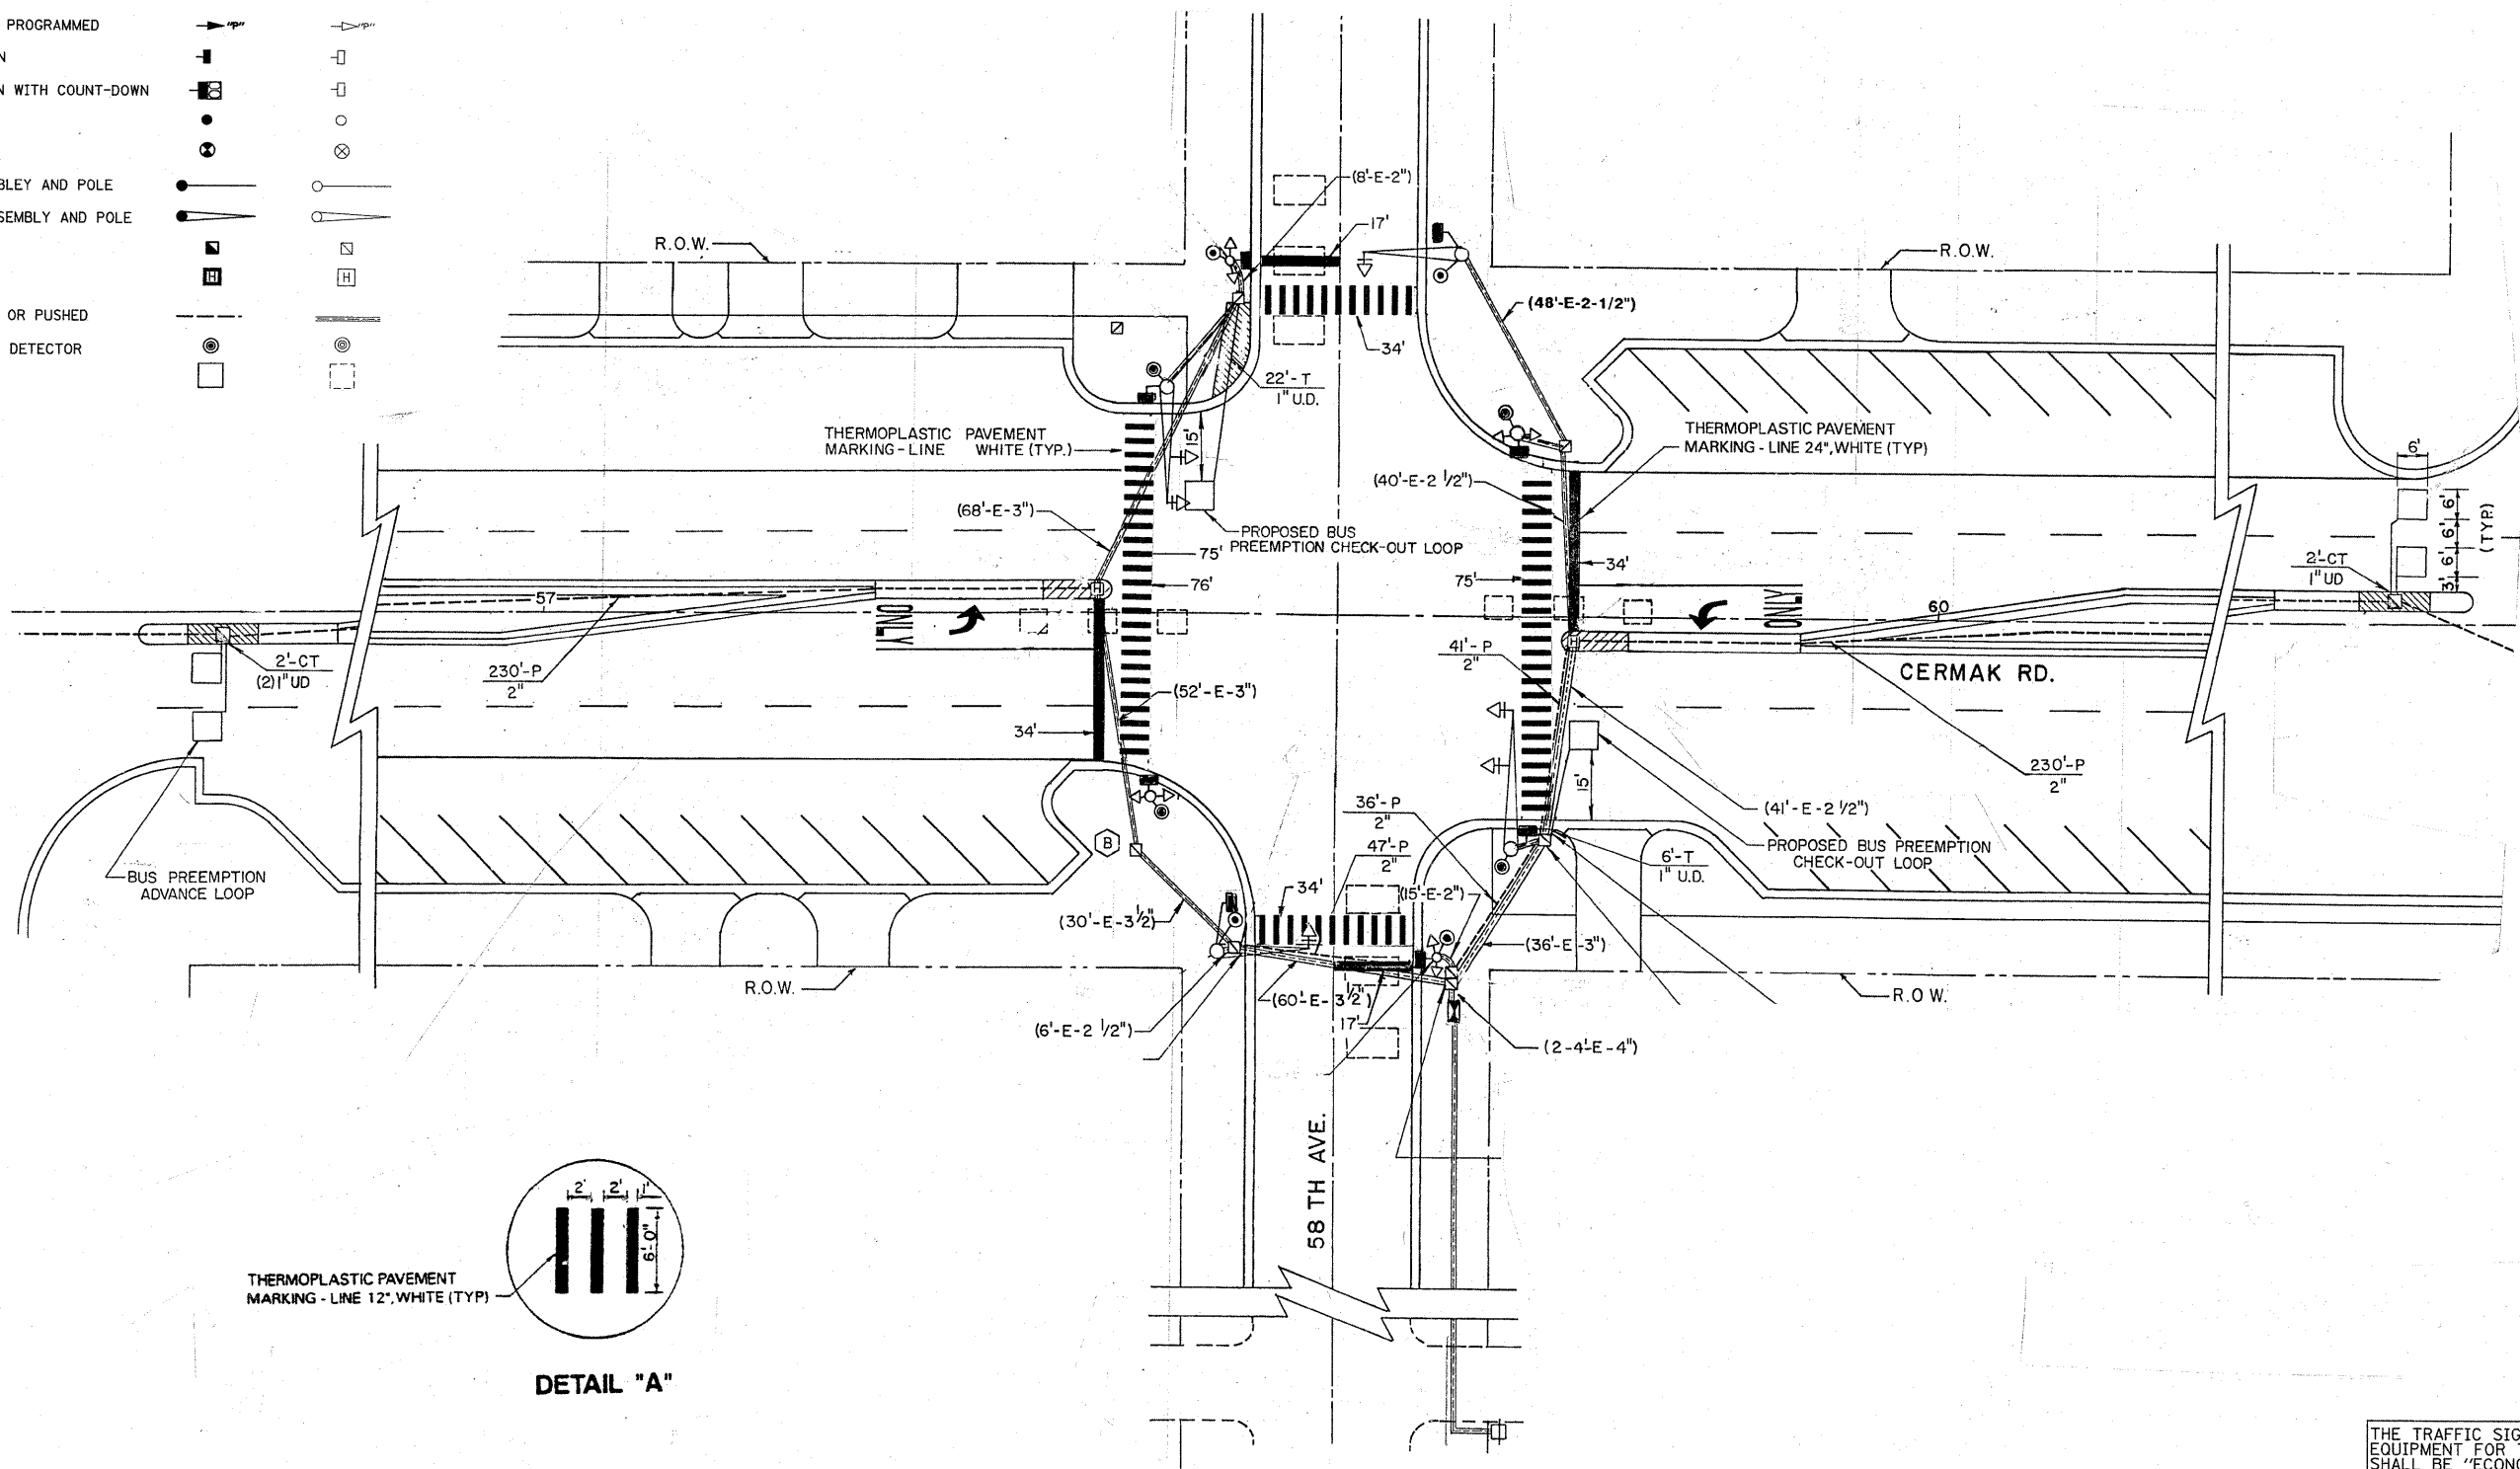 PROGRAMMED
"P"
"P"
N
N WITH COUNT-DOWN
BLEY AND POLE
SEMBLY AND POLE
H
H
OR PUSHED
DETECTOR
R.O.W.
(8'-E-2")
17'
R.O.W.
(48'-E-2-1/2")
34'
22'-T
1" U.D.
THERMOPLASTIC PAVEMENT
MARKING-LINE WHITE (TYP.)
15'
THERMOPLASTIC PAVEMENT
MARKING - LINE 24", WHITE (TYP)
6'
(40'-E-2 1/2")
(68'-E-3")
PROPOSED BUS
PREEMPTION CHECK-OUT LOOP
6'
6'
6'
3'
(TYP.)
75'
76'
75'
34'
2'-CT
1" UD
57
H
ONLY
ONLY
60
2'-CT
(2)1" UD
230'-P
2"
41'-P
2"
H
CERMAK RD.
(52'-E-3")
34'
230'-P
2"
15'
36'-P
2"
(41'-E-2 1/2")
B
47'-P
2"
PROPOSED BUS PREEMPTION
CHECK-OUT LOOP
6'-T
1" U.D.
BUS PREEMPTION
ADVANCE LOOP
34'
(15'-E-2")
(30'-E-3 1/2")
(36'-E-3")
R.O.W.
(60'-E-3 1/2")
R.O.W.
17'
(6'-E-2 1/2")
(2-4'-E-4")
58 TH AVE.
2'
2'
1'
6'-0"
THERMOPLASTIC PAVEMENT
MARKING - LINE 12", WHITE (TYP)
DETAIL "A"
THE TRAFFIC SIG
EQUIPMENT FOR
SHALL BE "ECONO